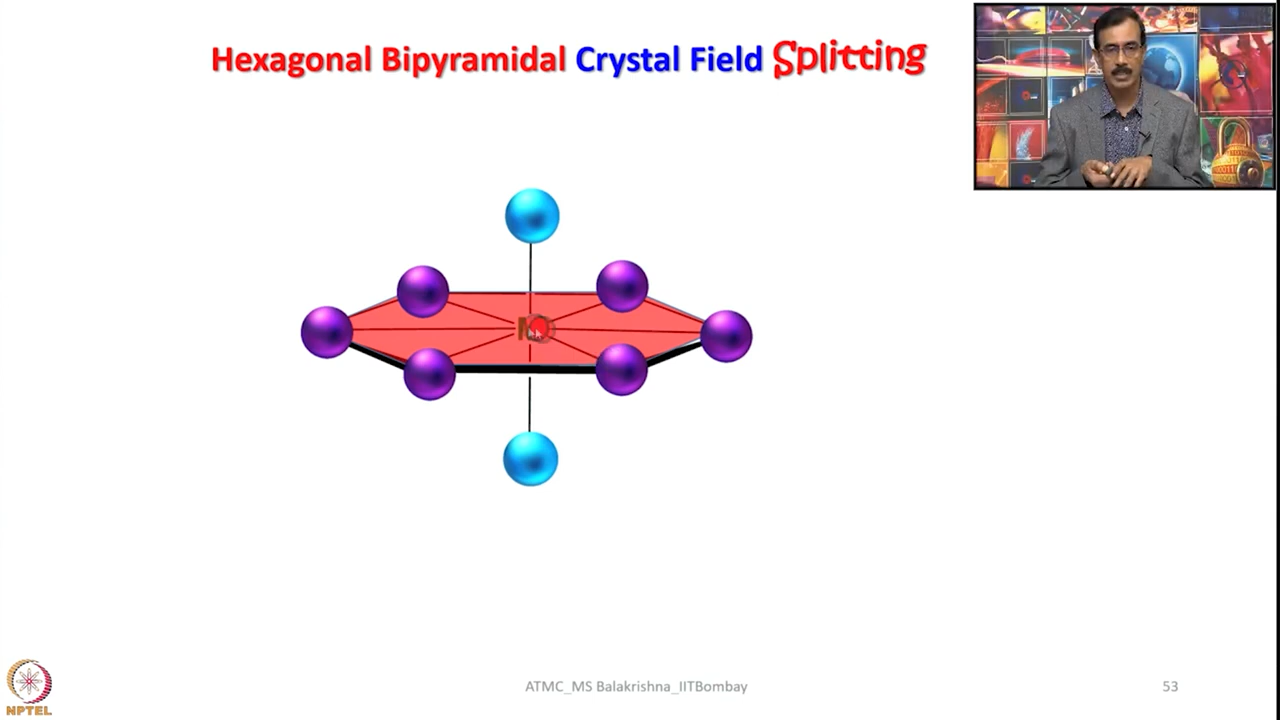 Hexagonal Bipyramidal Crystal Field Splitting
NPTEL
ATMC_MS Balakrishna_IITBombay
53